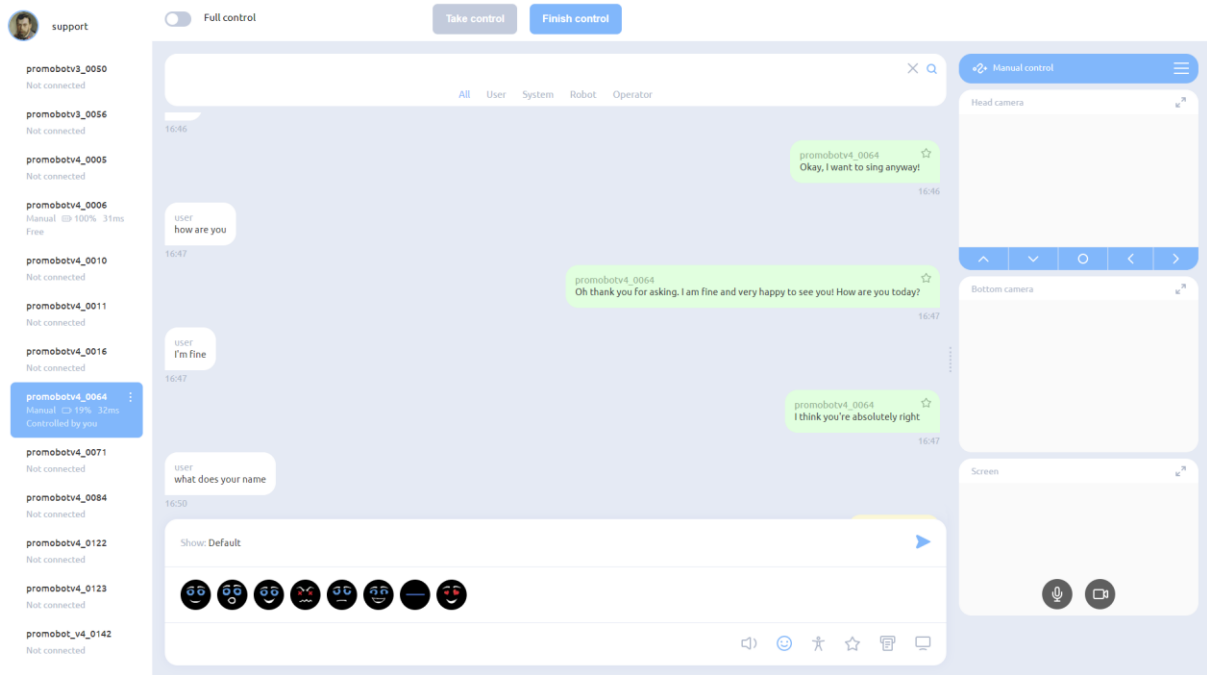 support
Full control
Take control
Finish control
promobotv3_0050
Not connected
promobotv3_0056
Not connected
promobotv4_0005
Not connected
promobotv4_0006
Manual 100% 31ms
Free
promobotv4_0010
Not connected
promobotv4_0011
Not connected
promobotv4_0016
Not connected
promobotv4_0064
Manual 19% 32ms
Controlled by you
promobotv4_0071
Not connected
promobotv4_0084
Not connected
promobotv4_0122
Not connected
promobotv4_0123
Not connected
promobot_v4_0142
Not connected
All User System Robot Operator
16:46
promobotv4_0064
Okay, I want to sing anyway!
16:46
user
how are you
16:47
promobotv4_0064
Oh thank you for asking. I am fine and very happy to see you! How are you today?
16:47
user
I'm fine
16:47
promobotv4_0064
I think you're absolutely right
16:47
user
what does your name
16:50
Show: Default
Manual control
Head camera
Bottom camera
Screen